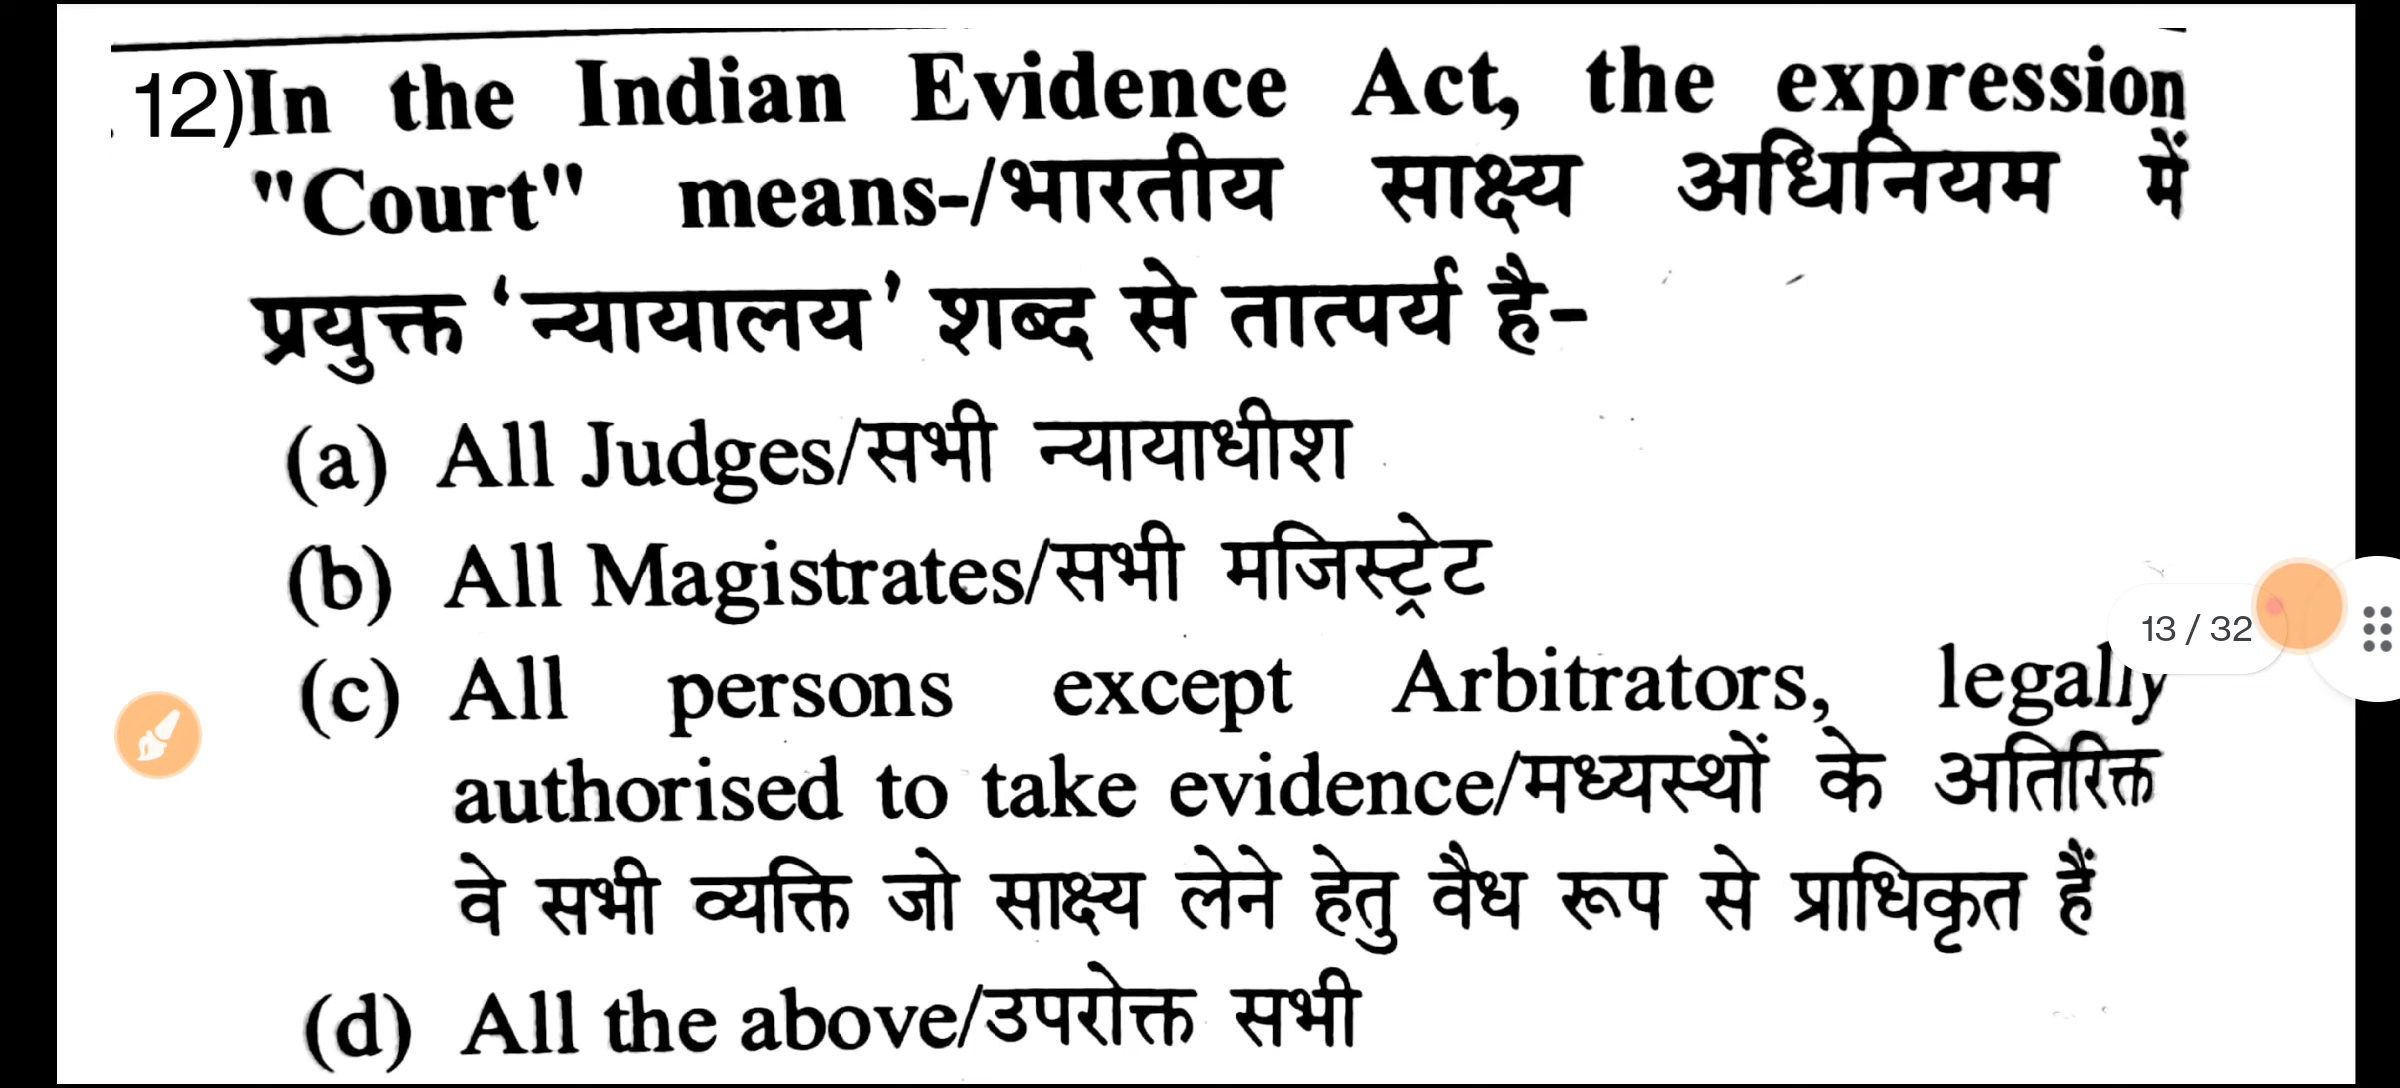 12)In the Indian Evidence Act, the expression
"Court" means-/भारतीय साक्ष्य अधिनियम में
प्रयुक्त ‘न्यायालय’ शब्द से तात्पर्य है-
(a) All Judges/सभी न्यायाधीश
(b) All Magistrates/सभी मजिस्ट्रेट
(c) All persons except Arbitrators, legally
authorised to take evidence/मध्यस्थों के अतिरिक्त
वे सभी व्यक्ति जो साक्ष्य लेने हेतु वैध रूप से प्राधिकृत हैं
(d) All the above/उपरोक्त सभी
13 / 32